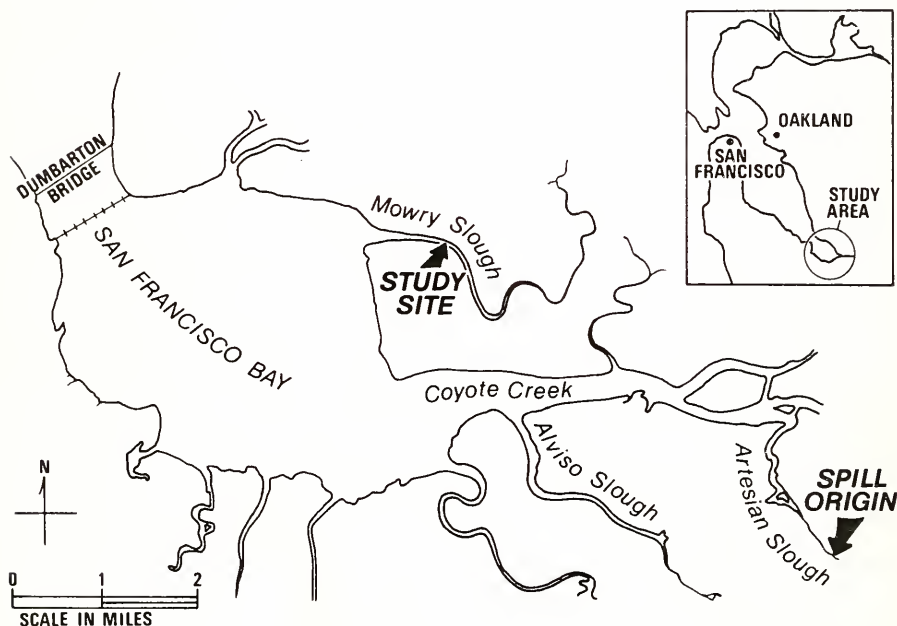 DUMBARTON
BRIDGE
SAN FRANCISCO BAY
Mowry Slough
STUDY
SITE
Coyote Creek
Alviso Slough
Artesian Slough
SPILL
ORIGIN
OAKLAND
SAN
FRANCISCO
STUDY
AREA
N
0 1 2
SCALE IN MILES